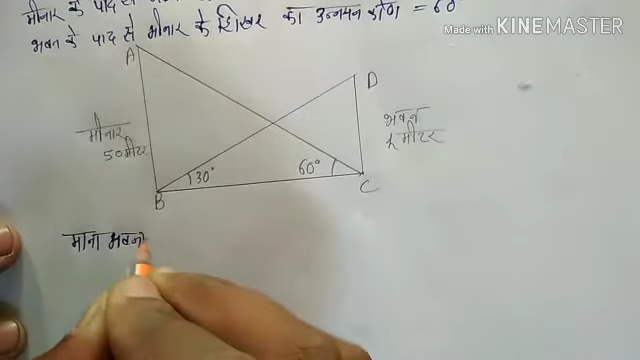 मीनार के पाद से
Made with KINEMASTER
भवन के पाद से मीनार के शिखर का उन्नयन कोण = 60°
A
D
मीनार
50 मीटर
भवन
h मीटर
30°
60°
B
C
माना भवन